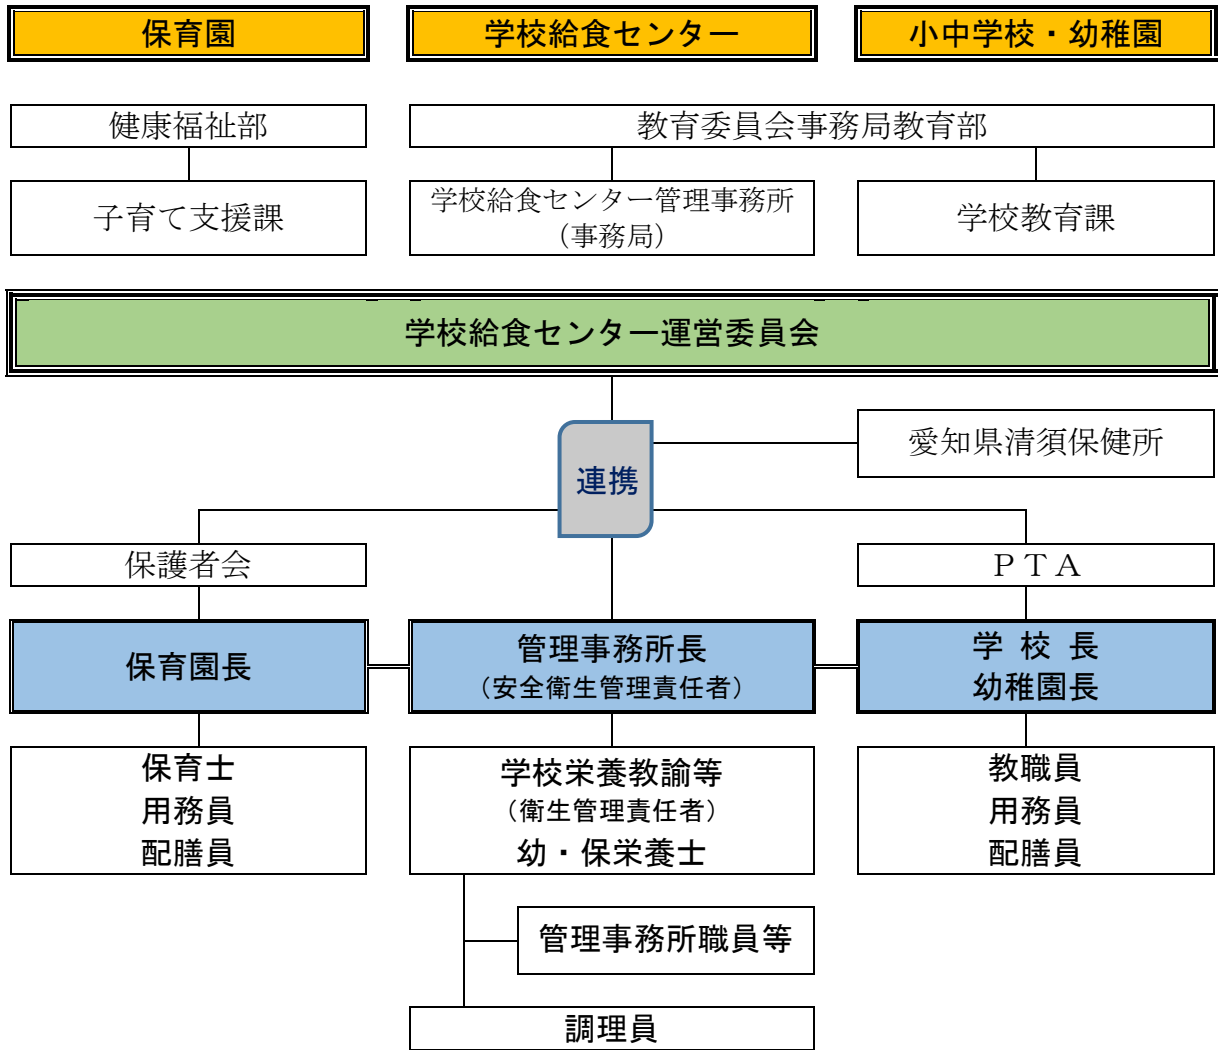 保育園
学校給食センター
小中学校・幼稚園
健康福祉部
教育委員会事務局教育部
子育て支援課
学校給食センター管理事務所
（事務局）
学校教育課
学校給食センター運営委員会
連携
愛知県清須保健所
保護者会
ＰＴＡ
保育園長
管理事務所長
（安全衛生管理責任者）
学 校 長
幼稚園長
保育士
用務員
配膳員
学校栄養教諭等
（衛生管理責任者）
幼・保栄養士
教職員
用務員
配膳員
管理事務所職員等
調理員